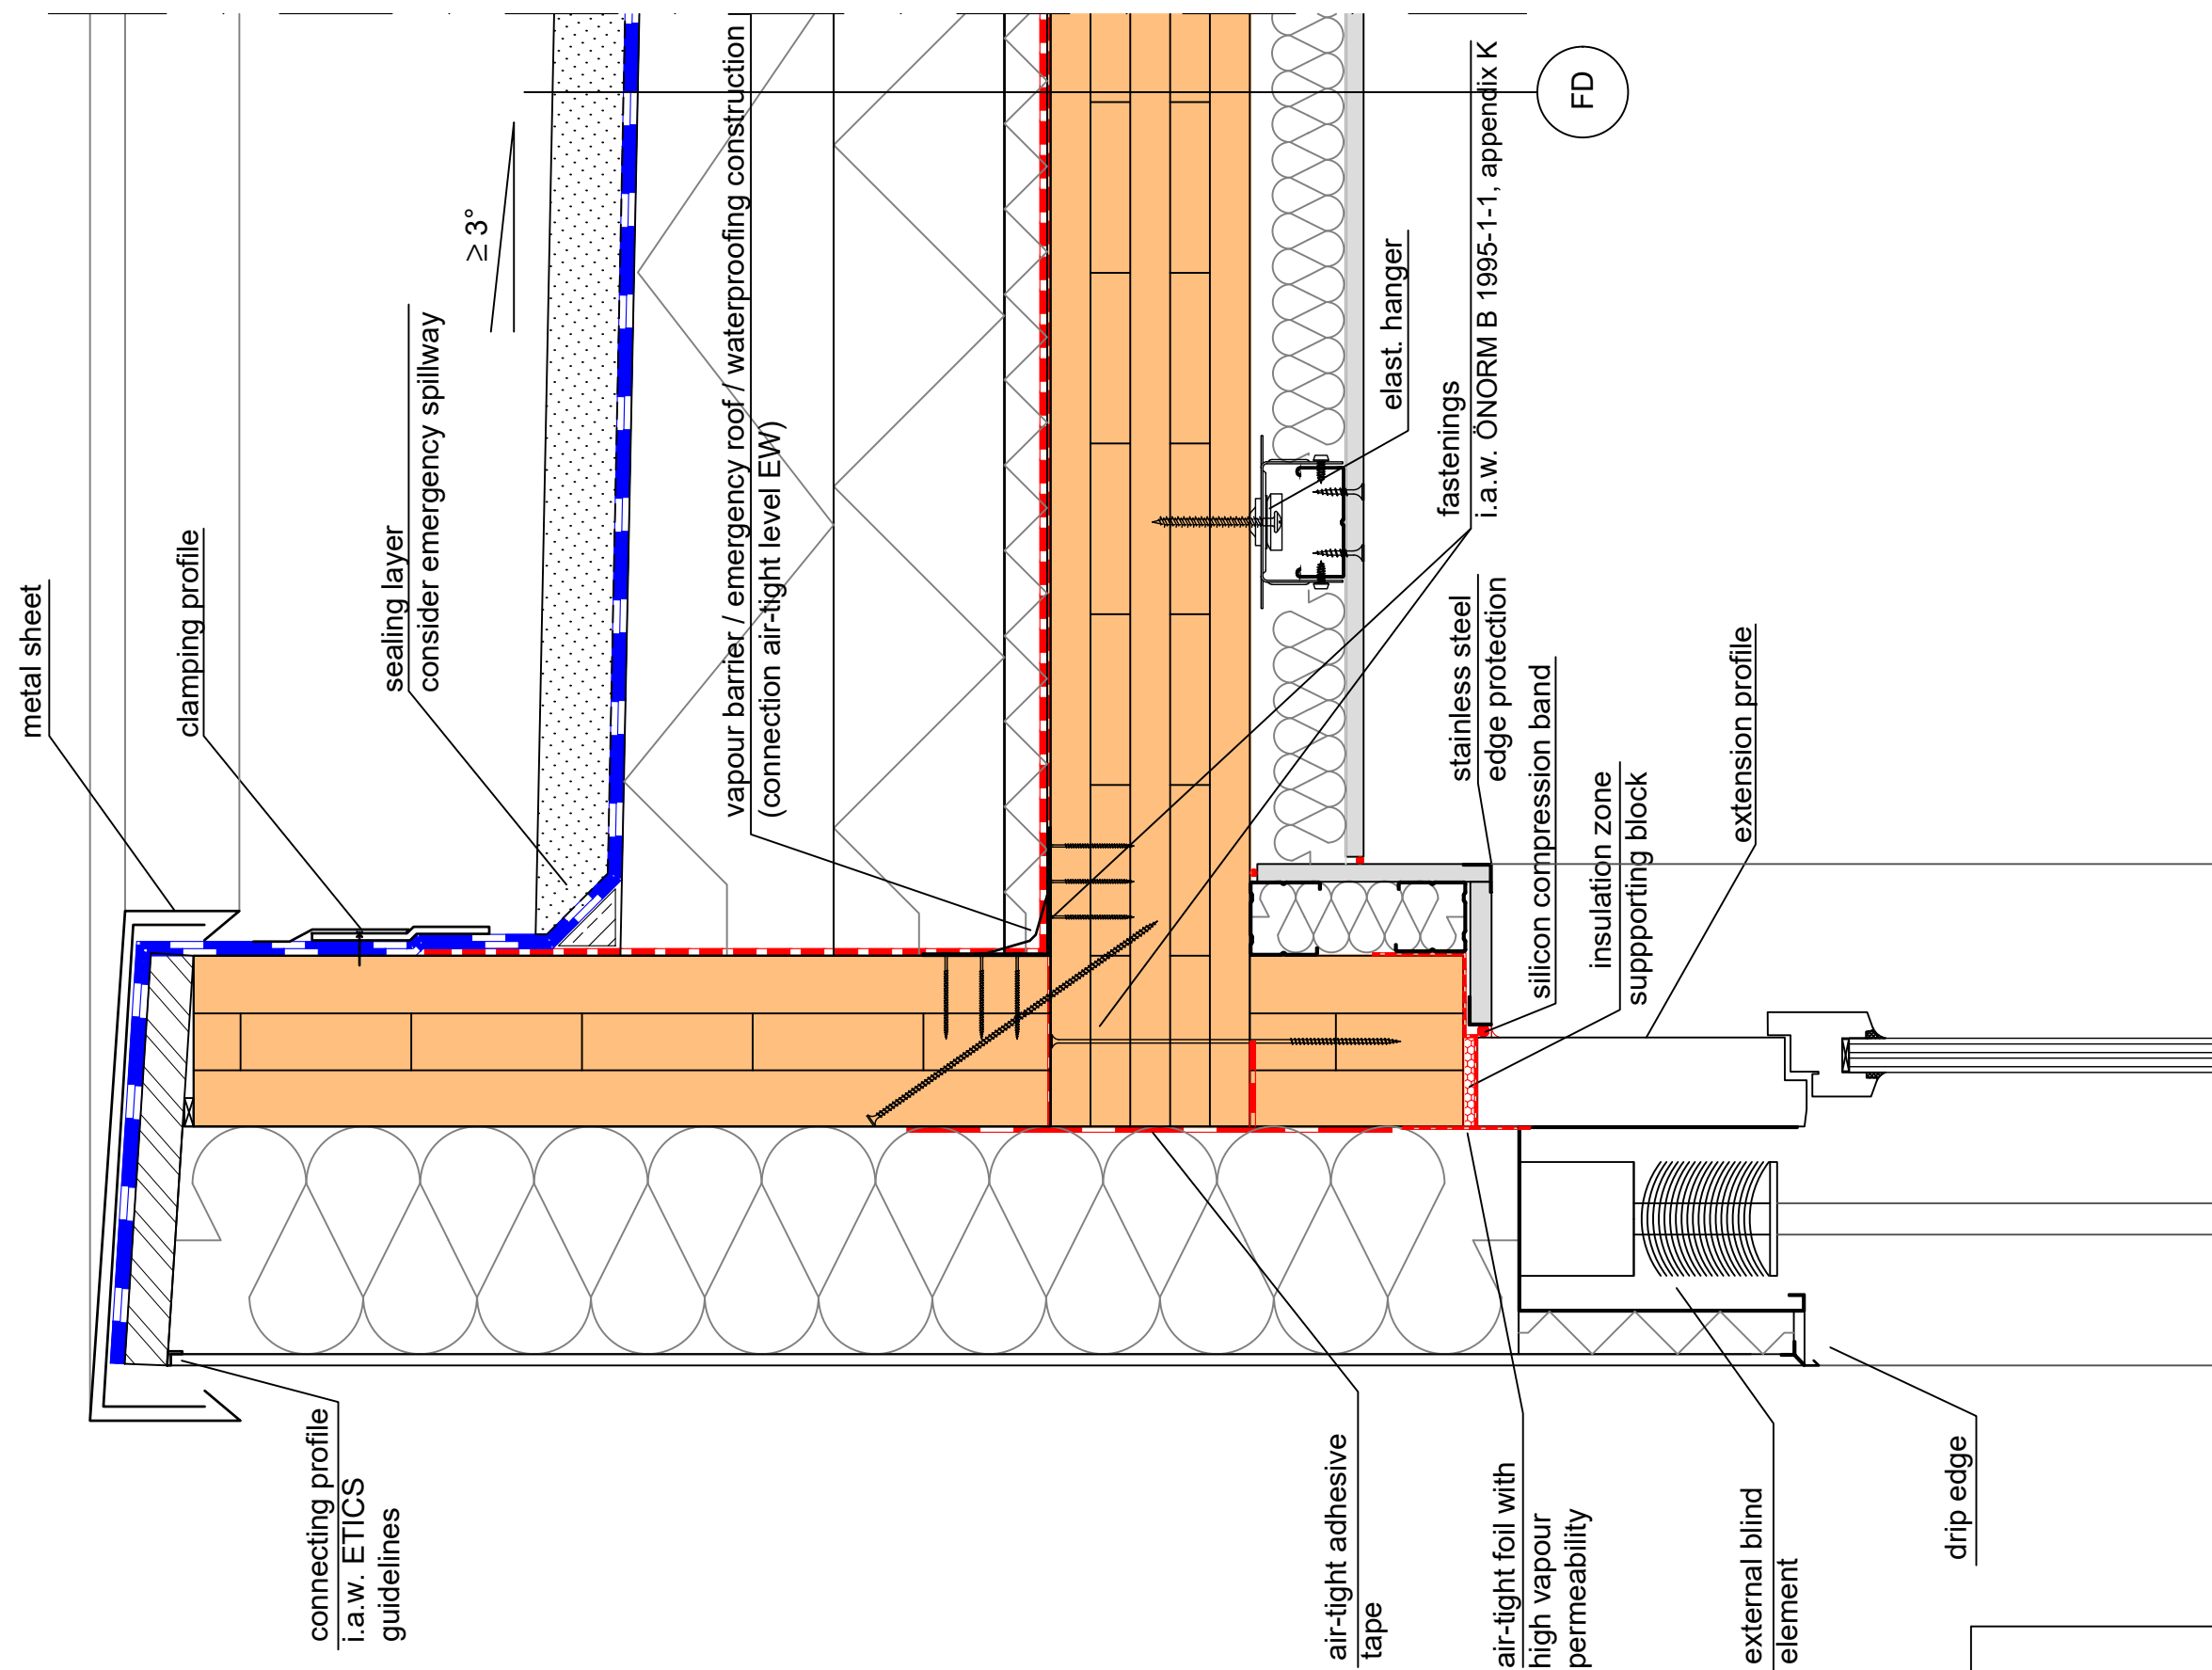 metal sheet
clamping profile
sealing layer
consider emergency spillway
≥ 3°
vapour barrier / emergency roof / waterproofing construction
(connection air-tight level EW)
FD
elast. hanger
fastenings
i.a.w. ÖNORM B 1995-1-1, appendix K
stainless steel
edge protection
silicon compression band
insulation zone
suppporting block
extension profile
connecting profile
i.a.w. ETICS
guidelines
air-tight adhesive
tape
air-tight foil with
high vapour
permeability
external blind
element
drip edge